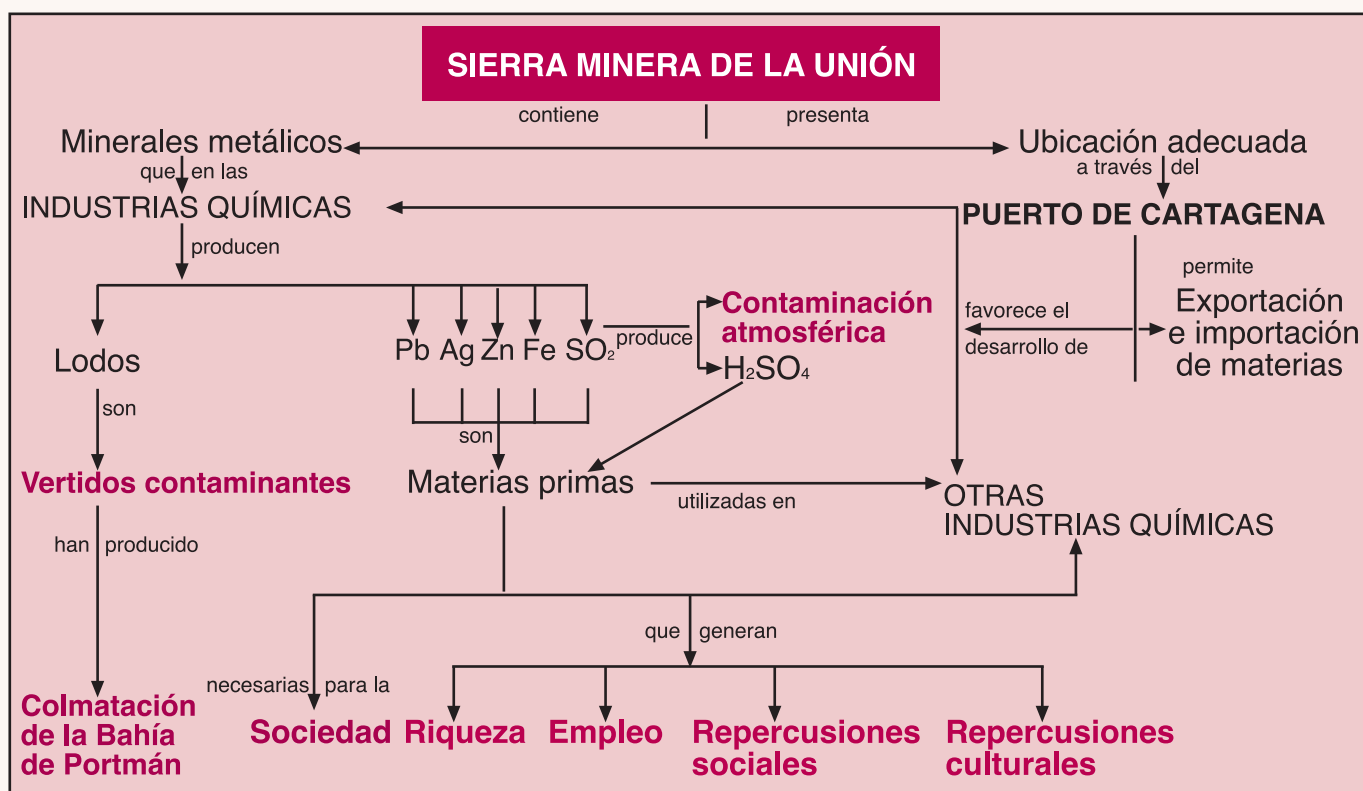 SIERRA MINERA DE LA UNIÓN
contiene
presenta
Minerales metálicos
Ubicación adecuada
que en las
a través del
INDUSTRIAS QUÍMICAS
PUERTO DE CARTAGENA
producen
permite
Exportación
e importación
de materias
favorece el
desarrollo de
Lodos
Pb Ag Zn Fe SO₂
produce
Contaminación
atmosférica
H₂SO₄
son
son
Vertidos contaminantes
Materias primas
utilizadas en
OTRAS
INDUSTRIAS QUÍMICAS
han producido
que generan
necesarias para la
Colmatación
de la Bahía
de Portmán
Sociedad
Riqueza
Empleo
Repercusiones
sociales
Repercusiones
culturales